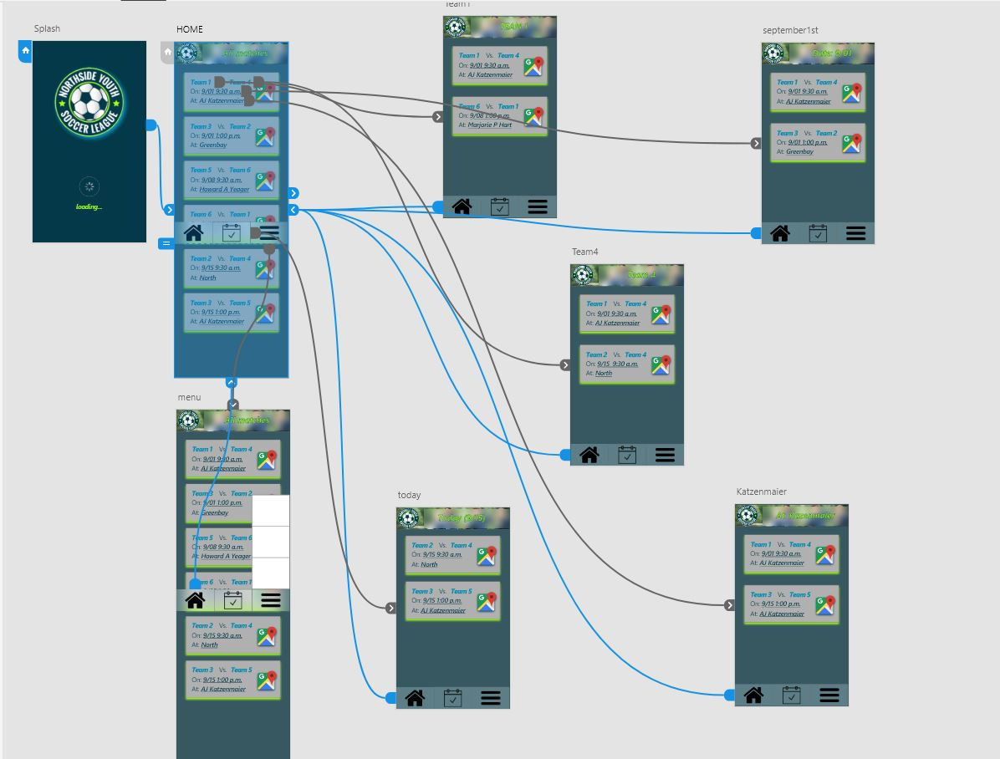 Splash
NORTHSIDE YOUTH
SOCCER LEAGUE
loading...
HOME
All matches
Team 1 Vs. Team 4
On: 9/01 9:30 a.m.
At: AJ Katzenmaier
Team 3 Vs. Team 2
On: 9/01 1:00 p.m.
At: Greenbay
Team 5 Vs. Team 6
On: 9/08 9:30 a.m.
At: Howard A Yeager
Team 6 Vs. Team 1
Team 2 Vs. Team 4
On: 9/15 9:30 a.m.
At: North
Team 3 Vs. Team 5
On: 9/15 1:00 p.m.
At: AJ Katzenmaier
Team1
TEAM 1
Team 1 Vs. Team 4
On: 9/01 9:30 a.m.
At: AJ Katzenmaier
Team 6 Vs. Team 1
On: 9/08 1:00 p.m.
At: Marjorie P Hart
september1st
Date: 9/01
Team 1 Vs. Team 4
On: 9/01 9:30 a.m.
At: AJ Katzenmaier
Team 3 Vs. Team 2
On: 9/01 1:00 p.m.
At: Greenbay
Team4
Team 4
Team 1 Vs. Team 4
On: 9/01 9:30 a.m.
At: AJ Katzenmaier
Team 2 Vs. Team 4
On: 9/15 9:30 a.m.
At: North
menu
All matches
Team 1 Vs. Team 4
On: 9/01 9:30 a.m.
At: AJ Katzenmaier
Team 3 Vs. Team 2
On: 9/01 1:00 p.m.
At: Greenbay
Team 5 Vs. Team 6
On: 9/08 9:30 a.m.
At: Howard A Yeager
Team 6 Vs. Team 1
Team 2 Vs. Team 4
On: 9/15 9:30 a.m.
At: North
Team 3 Vs. Team 5
On: 9/15 1:00 p.m.
At: AJ Katzenmaier
today
Today (9/15)
Team 2 Vs. Team 4
On: 9/15 9:30 a.m.
At: North
Team 3 Vs. Team 5
On: 9/15 1:00 p.m.
At: AJ Katzenmaier
Katzenmaier
At: Katzenmaier
Team 1 Vs. Team 4
On: 9/01 9:30 a.m.
At: AJ Katzenmaier
Team 3 Vs. Team 5
On: 9/15 1:00 p.m.
At: AJ Katzenmaier